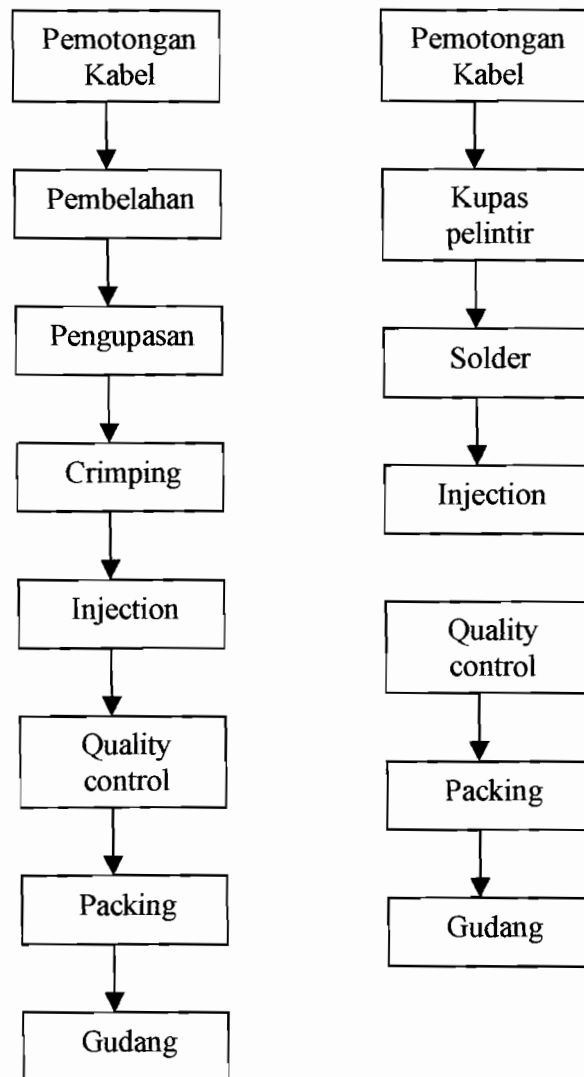 Pemotongan
Kabel
Pembelahan
Pengupasan
Crimping
Injection
Quality
control
Packing
Gudang
Pemotongan
Kabel
Kupas
pelintir
Solder
Injection
Quality
control
Packing
Gudang